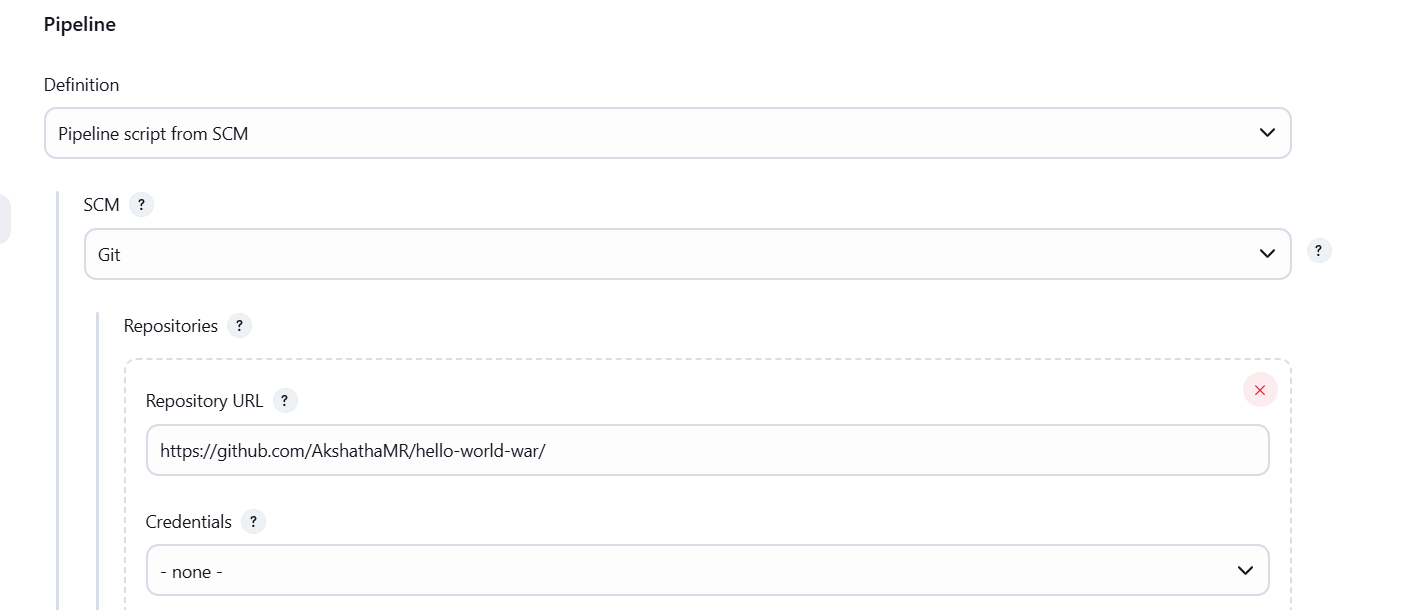 Pipeline
Definition
Pipeline script from SCM
SCM ?
Git
?
Repositories ?
Repository URL ?
https://github.com/AkshathaMR/hello-world-war/
Credentials ?
- none -